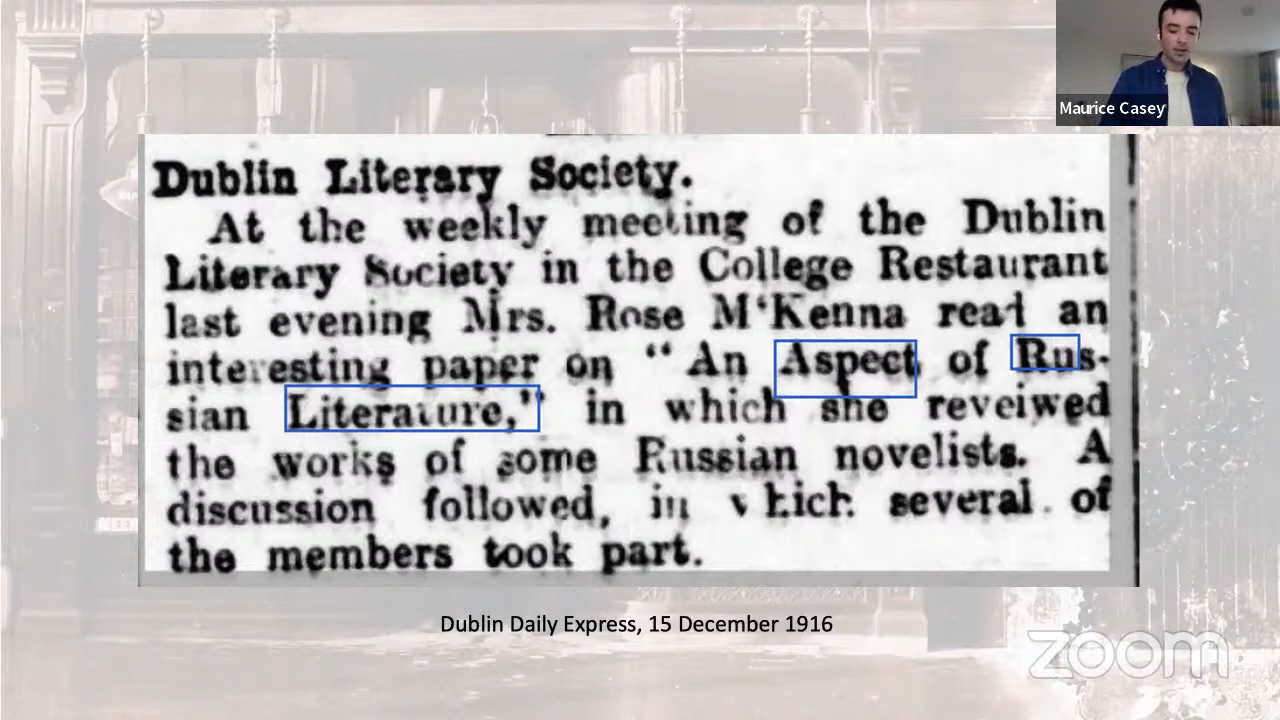 Maurice Casey
Dublin Literary Society.
At the weekly meeting of the Dublin
Literary Society in the College Restaurant
last evening Mrs. Rose M'Kenna read an
interesting paper on "An Aspect of Rus-
sian Literature," in which she reveiwed
the works of some Russian novelists. A
discussion followed, in which several of
the members took part.
Dublin Daily Express, 15 December 1916
zoom